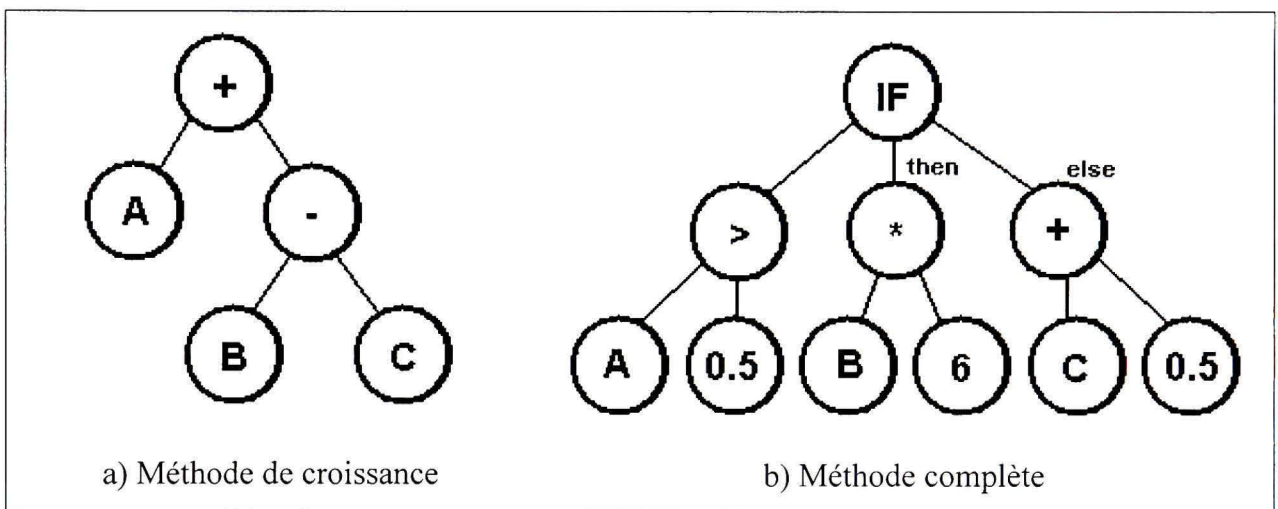 +
IF
then
else
A
-
>
*
+
B
C
A
0.5
B
6
C
0.5
a) Méthode de croissance
b) Méthode complète